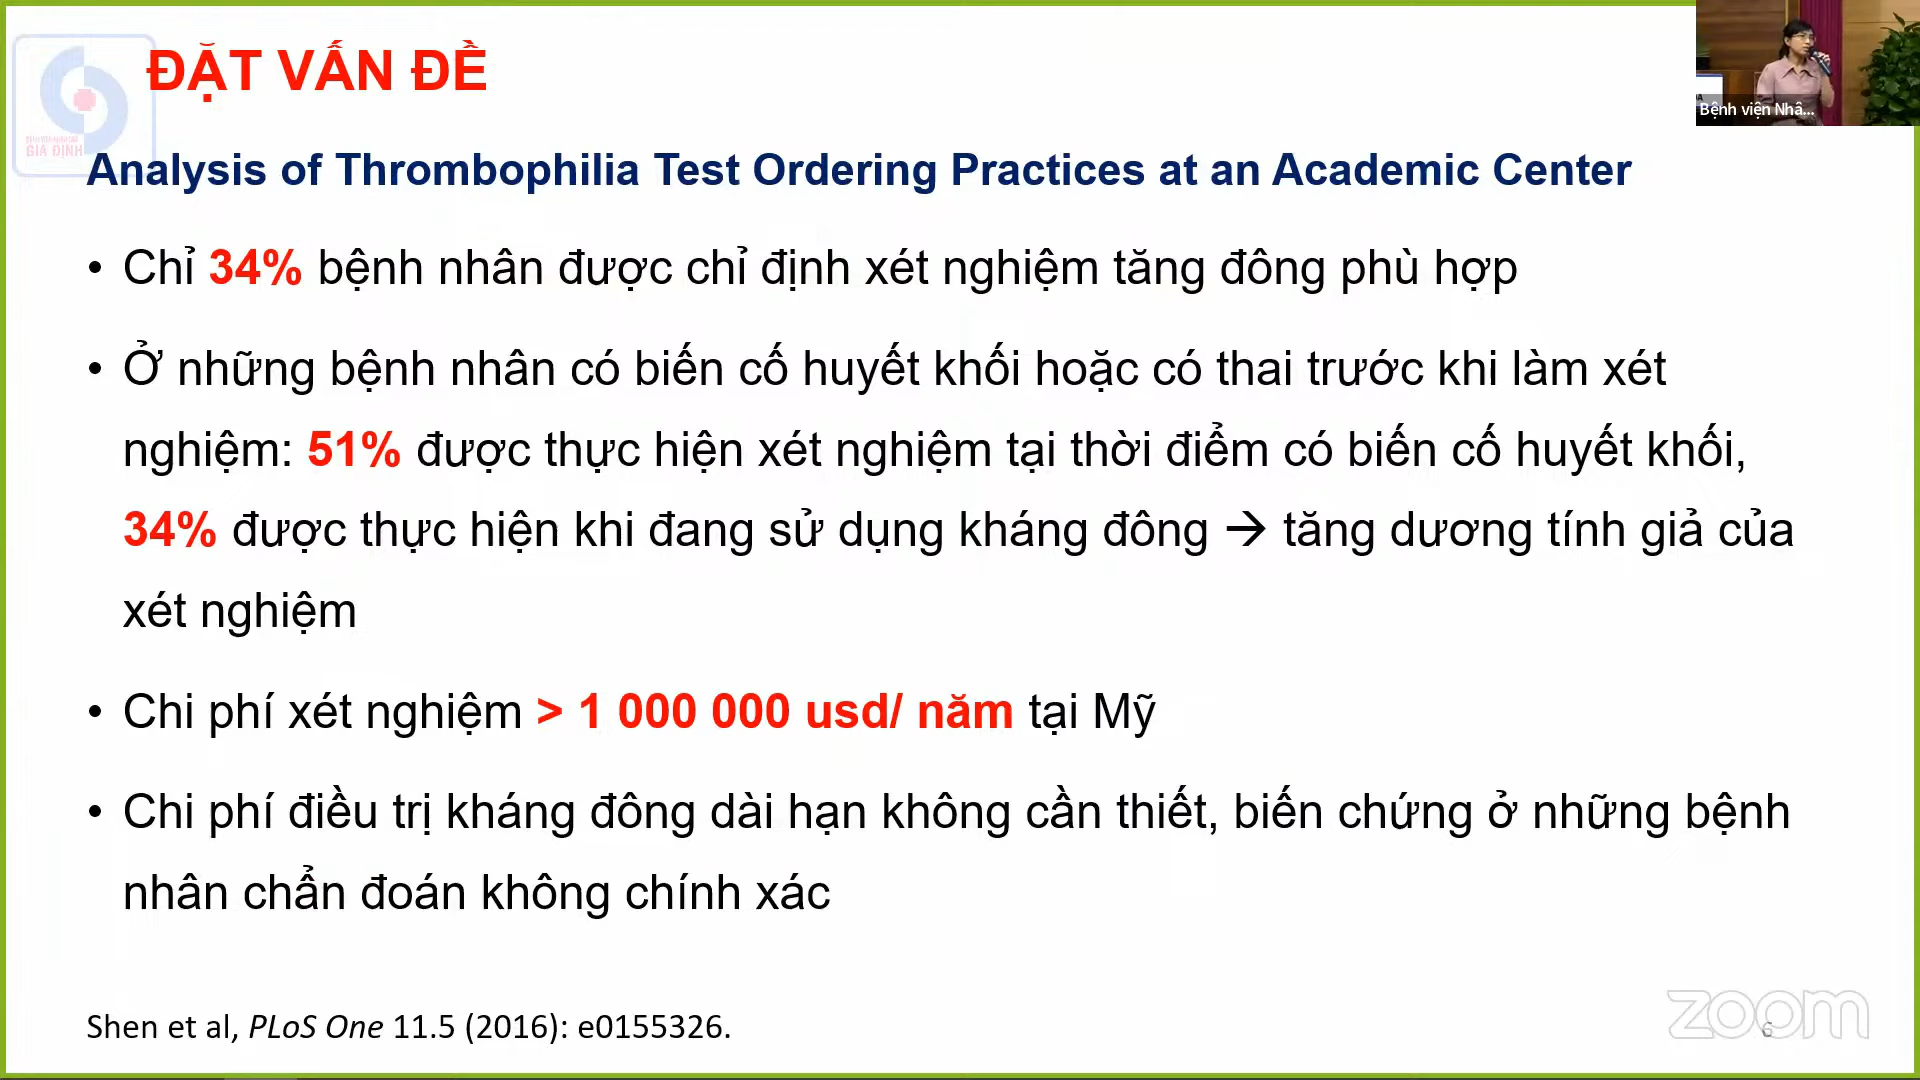 ĐẶT VẤN ĐỀ
Bệnh viện Nhâ...
GIA ĐỊNH
Analysis of Thrombophilia Test Ordering Practices at an Academic Center
• Chỉ 34% bệnh nhân được chỉ định xét nghiệm tăng đông phù hợp
• Ở những bệnh nhân có biến cố huyết khối hoặc có thai trước khi làm xét
nghiệm: 51% được thực hiện xét nghiệm tại thời điểm có biến cố huyết khối,
34% được thực hiện khi đang sử dụng kháng đông → tăng dương tính giả của
xét nghiệm
• Chi phí xét nghiệm > 1 000 000 usd/ năm tại Mỹ
• Chi phí điều trị kháng đông dài hạn không cần thiết, biến chứng ở những bệnh
nhân chẩn đoán không chính xác
Shen et al, PLoS One 11.5 (2016): e0155326.
zoom
6